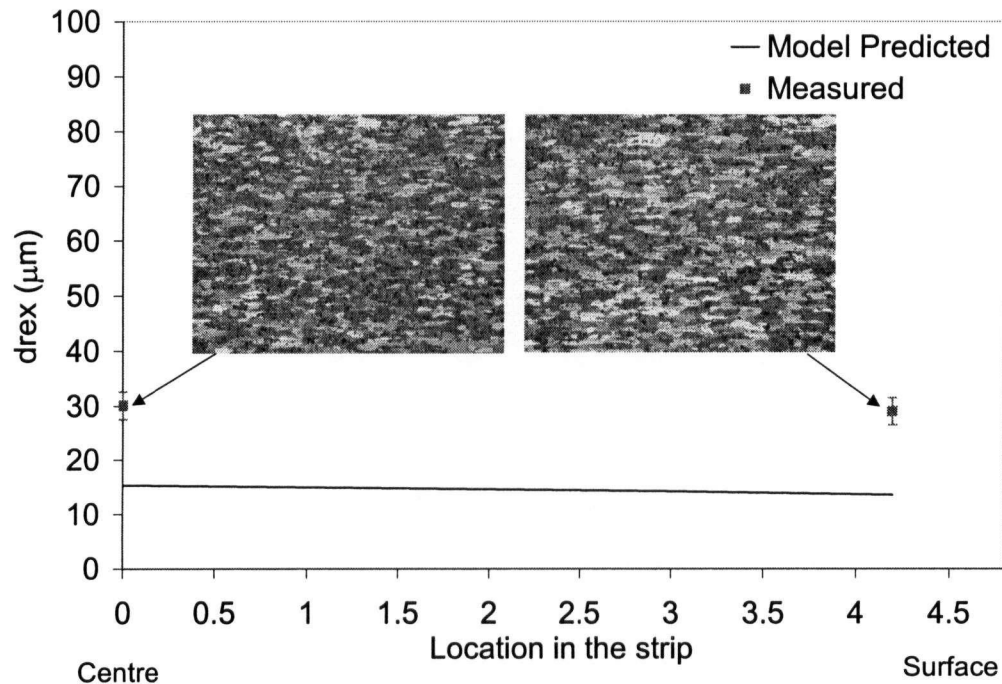 100
90
80
70
60
50
40
30
20
10
0
drex (μm)
Model Predicted
Measured
0 0.5 1 1.5 2 2.5 3 3.5 4 4.5
Location in the strip
Centre
Surface